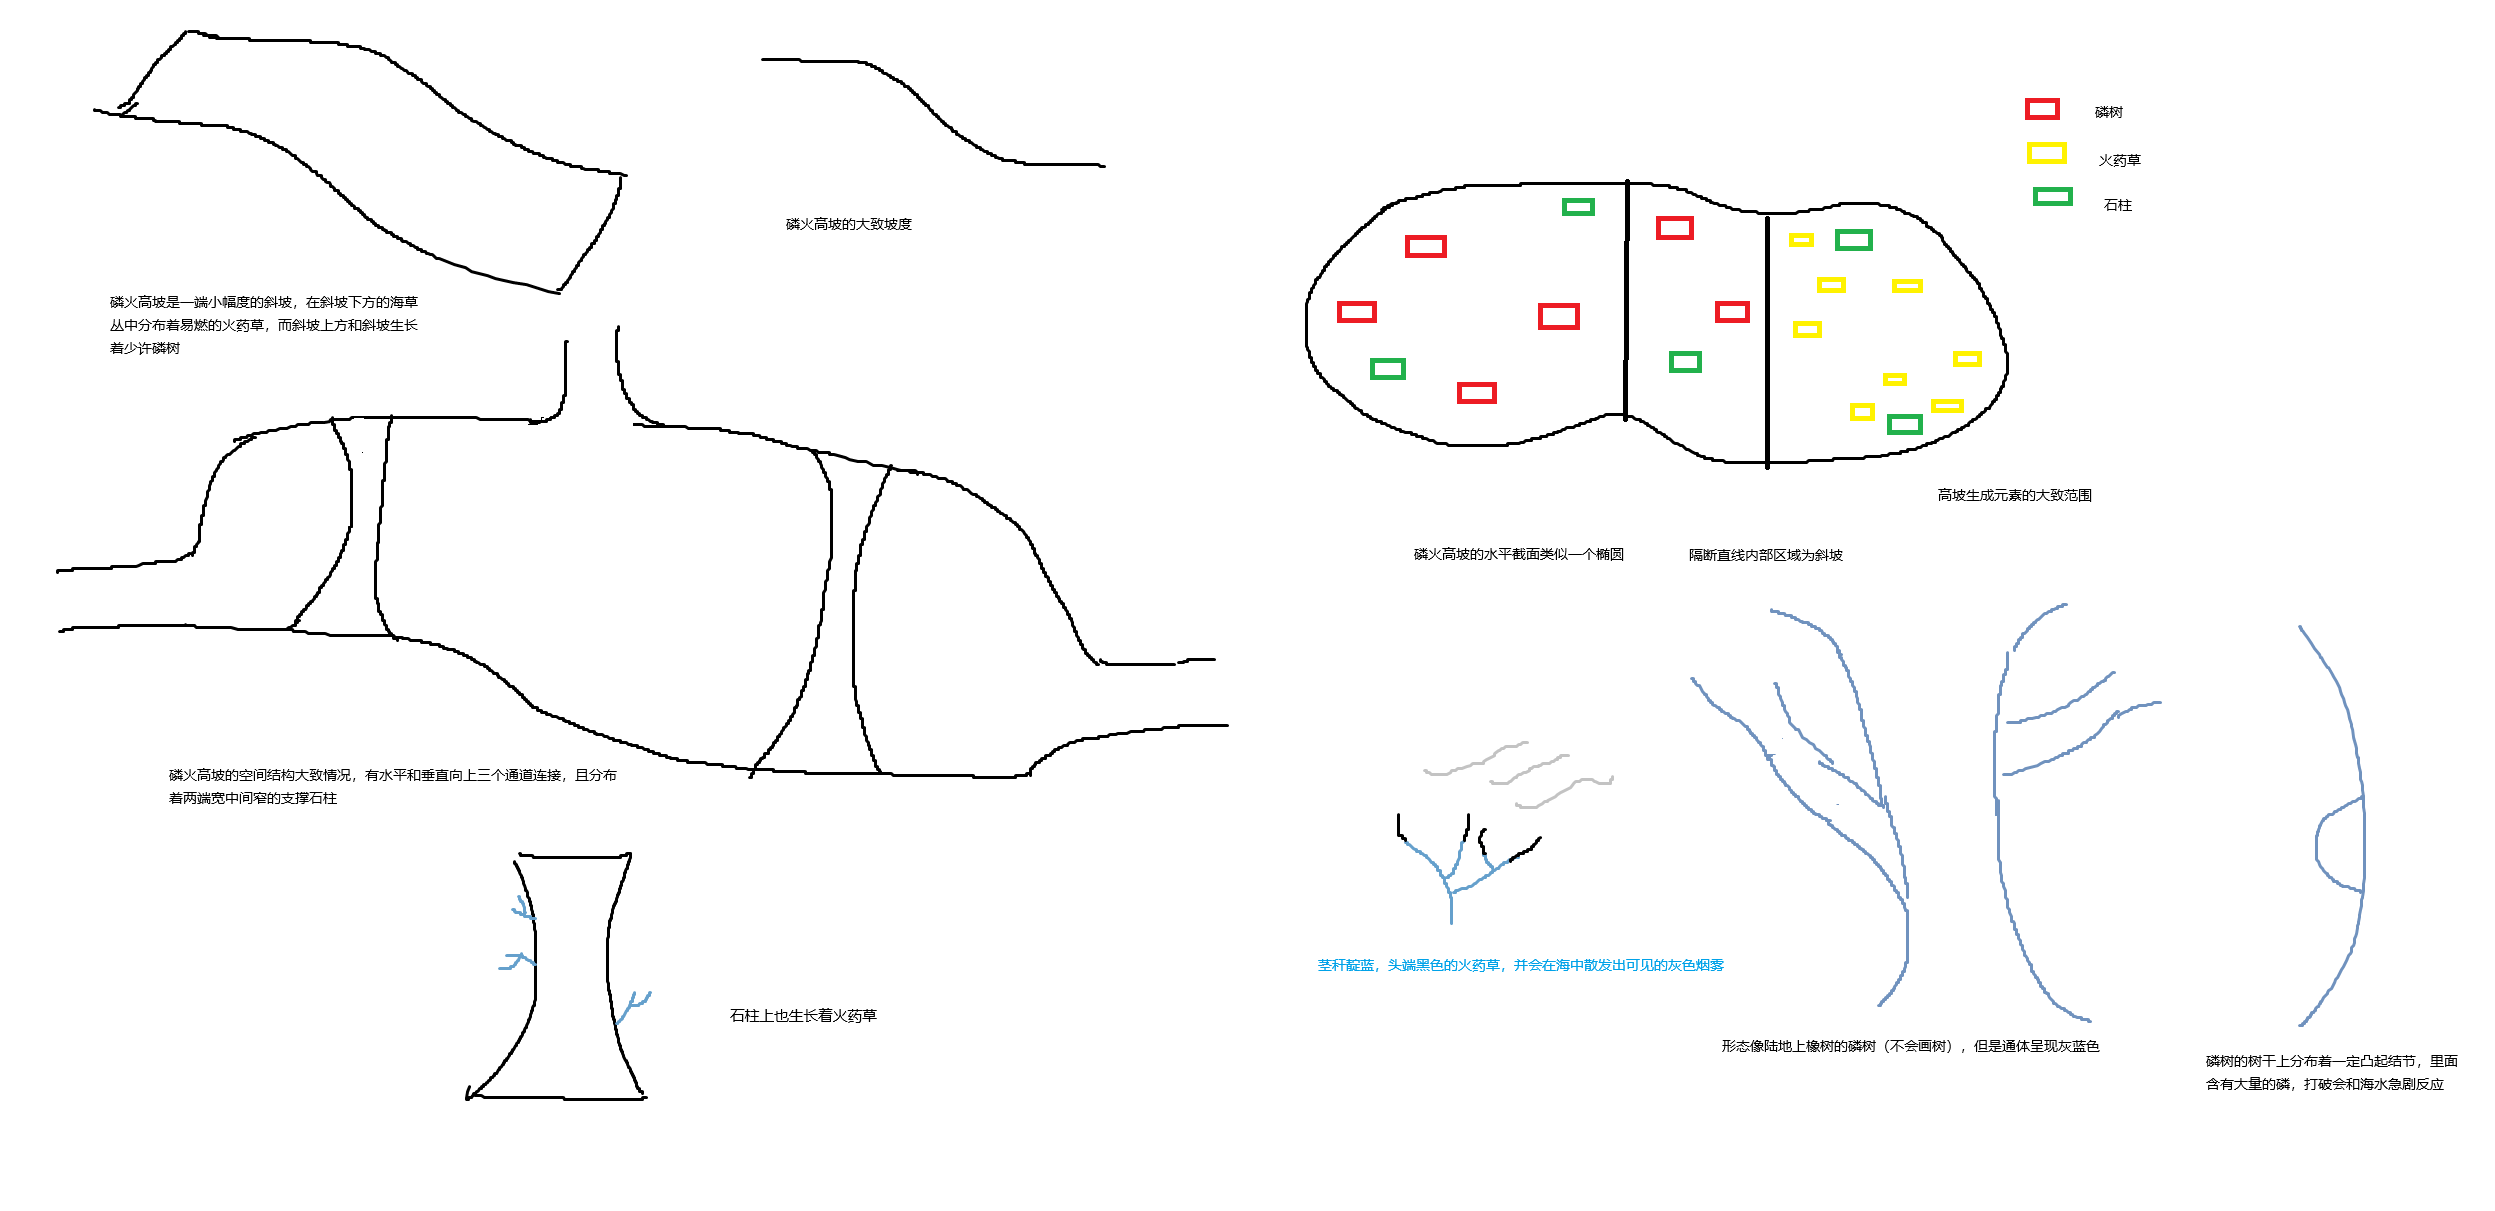 磷树
火药草
石柱
磷火高坡的大致坡度
磷火高坡是一端小幅度的斜坡，在斜坡下方的海草
丛中分布着易燃的火药草，而斜坡上方和斜坡生长
着少许磷树
高坡生成元素的大致范围
磷火高坡的水平截面类似一个椭圆
隔断直线内部区域为斜坡
磷火高坡的空间结构大致情况，有水平和垂直向上三个通道连接，且分布
着两端宽中间窄的支撑石柱
茎秆靛蓝，头端黑色的火药草，并会在海中散发出可见的灰色烟雾
石柱上也生长着火药草
形态像陆地上橡树的磷树（不会画树），但是通体呈现灰蓝色
磷树的树干上分布着一定凸起结节，里面
含有大量的磷，打破会和海水急剧反应